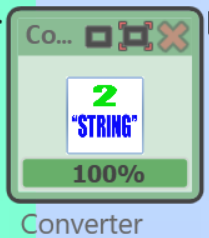 Co...
2
"STRING"
100%
Converter